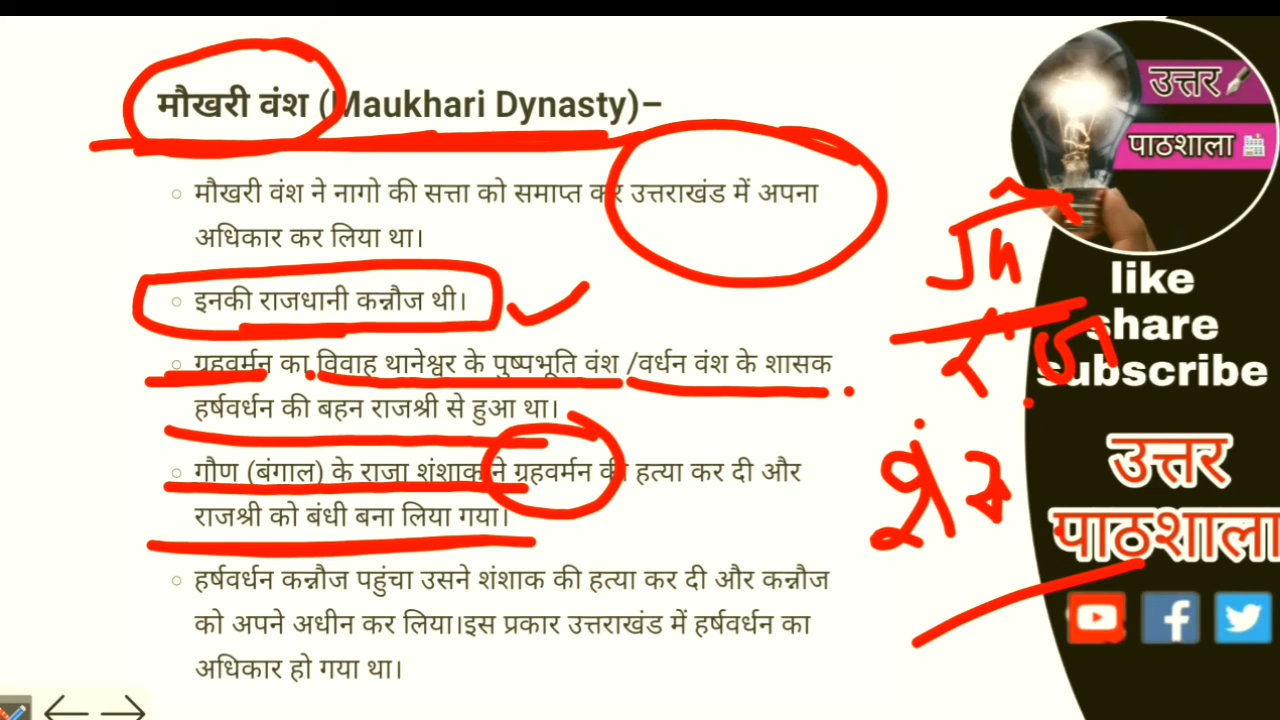 मौखरी वंश (Maukhari Dynasty)–
मौखरी वंश ने नागो की सत्ता को समाप्त कर उत्तराखंड में अपना
अधिकार कर लिया था।
इनकी राजधानी कन्नौज थी।
ग्रहवर्मन का विवाह थानेश्वर के पुष्पभूति वंश /वर्धन वंश के शासक
हर्षवर्धन की बहन राजश्री से हुआ था।
गौण (बंगाल) के राजा शंशाक ने ग्रहवर्मन की हत्या कर दी और
राजश्री को बंधी बना लिया गया।
हर्षवर्धन कन्नौज पहुंचा उसने शंशाक की हत्या कर दी और कन्नौज
को अपने अधीन कर लिया।इस प्रकार उत्तराखंड में हर्षवर्धन का
अधिकार हो गया था।
उत्तर
पाठशाला
like
share
subscribe
उत्तर
पाठशाला